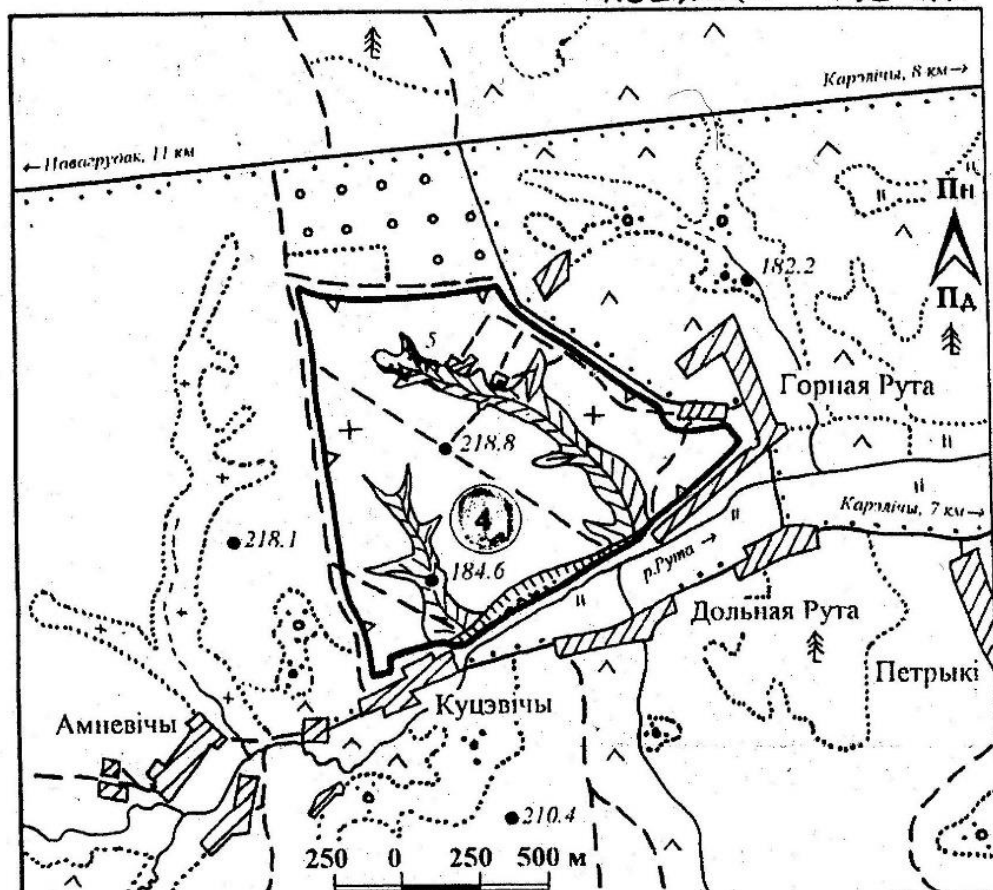 Карэлічы, 8 км→
←Навагрудак, 11 км
Пн
Пд
182.2
5
Горная Рута
218.8
4
Карэлічы, 7 км→
218.1
184.6
р.Рута →
Дольная Рута
Петрыкі
Куцэвічы
Амневічы
210.4
250 0 250 500 м